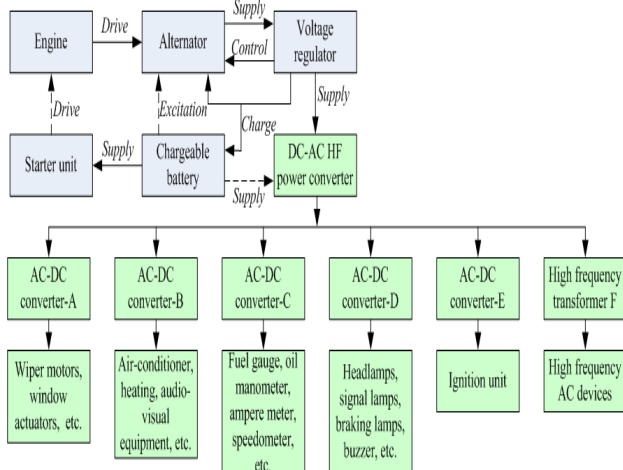 Engine
Drive
Alternator
Supply
Control
Voltage
regulator
Drive
Excitation
Charge
Supply
Starter unit
Supply
Chargeable
battery
Supply
DC-AC HF
power converter
AC-DC
converter-A
AC-DC
converter-B
AC-DC
converter-C
AC-DC
converter-D
AC-DC
converter-E
High frequency
transformer F
Wiper motors,
window
actuators, etc.
Air-conditioner,
heating, audio-
visual
equipment, etc.
Fuel gauge, oil
manometer,
ampere meter,
speedometer,
etc.
Headlamps,
signal lamps,
braking lamps,
buzzer, etc.
Ignition unit
High frequency
AC devices